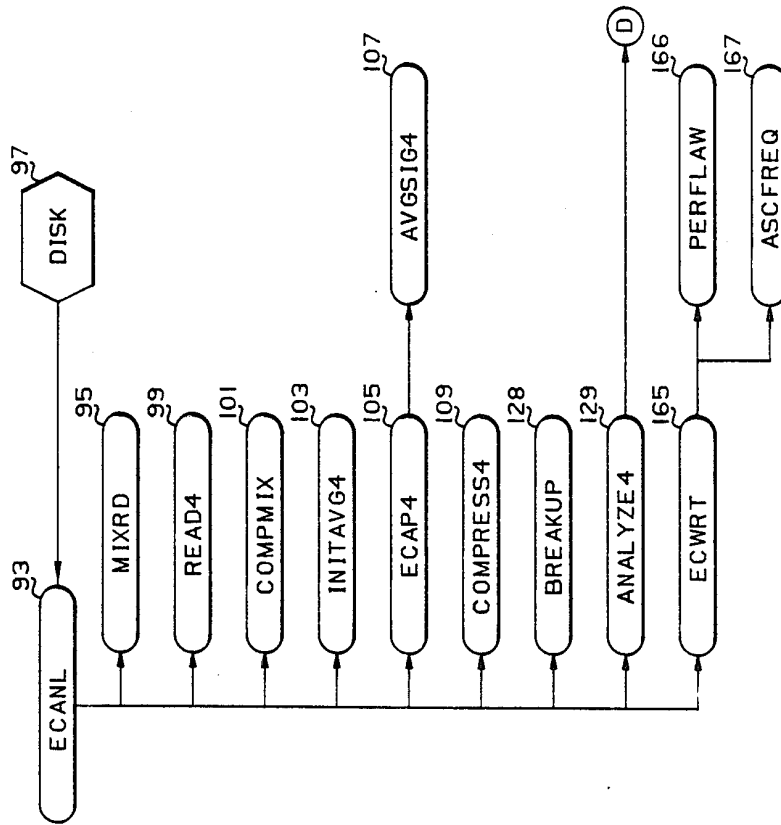 93
ECANL
97
DISK
95
MIXRD
99
READ4
101
COMPMIX
103
INITAVG4
105
ECAP4
107
AVGSIG4
109
COMPRESS4
128
BREAKUP
129
ANALYZE4
D
165
ECWRT
166
PERFLAW
167
ASCFREQ